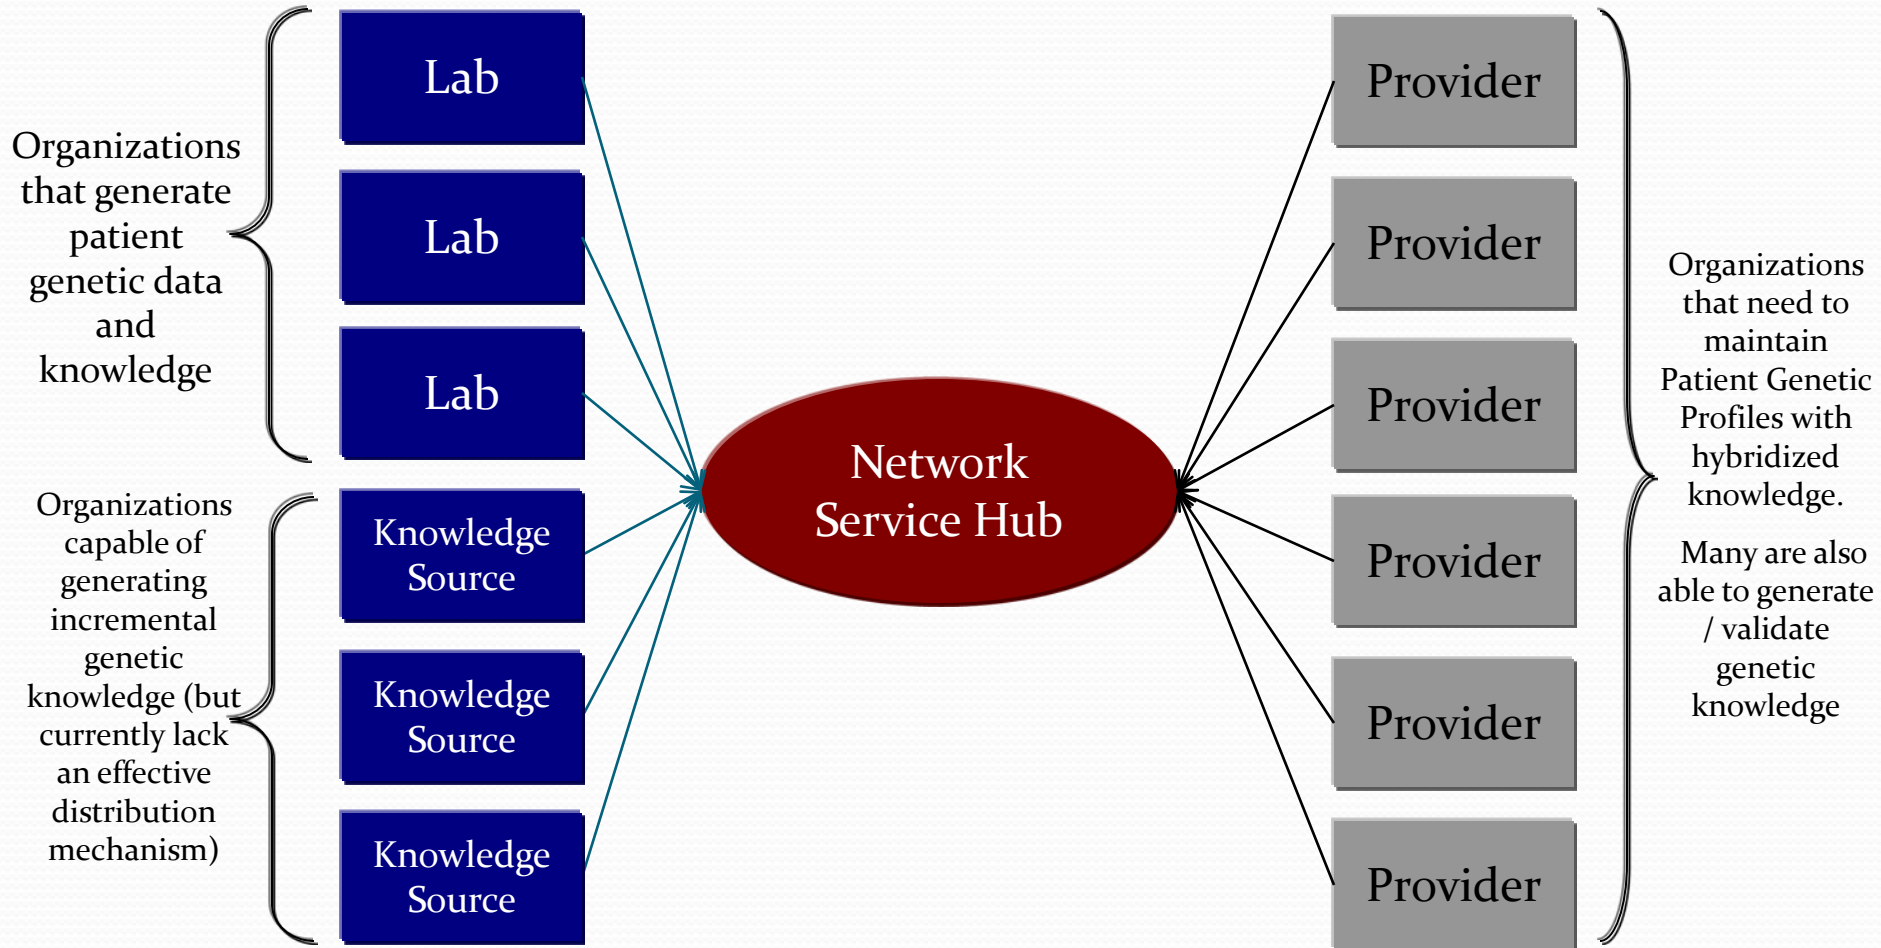 Organizations
that generate
patient
genetic data
and
knowledge
Organizations
capable of
generating
incremental
genetic
knowledge (but
currently lack
an effective
distribution
mechanism)
Lab
Lab
Lab
Knowledge
Source
Knowledge
Source
Knowledge
Source
Network
Service Hub
Provider
Provider
Provider
Provider
Provider
Provider
Organizations
that need to
maintain
Patient Genetic
Profiles with
hybridized
knowledge.
Many are also
able to generate
/ validate
genetic
knowledge